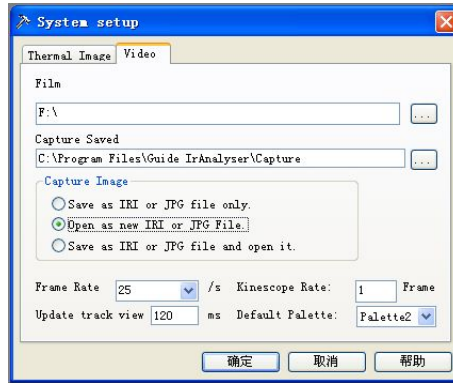 System setup
Thermal Image Video
Film
F:\
...
Capture Saved
C:\Program Files\Guide IrAnalyser\Capture
...
Capture Image
Save as IRI or JPG file only.
Open as new IRI or JPG File.
Save as IRI or JPG file and open it.
Frame Rate 25 /s Kinescope Rate: 1 Frame
Update track view 120 ms Default Palette: Palette2
确定 取消 帮助